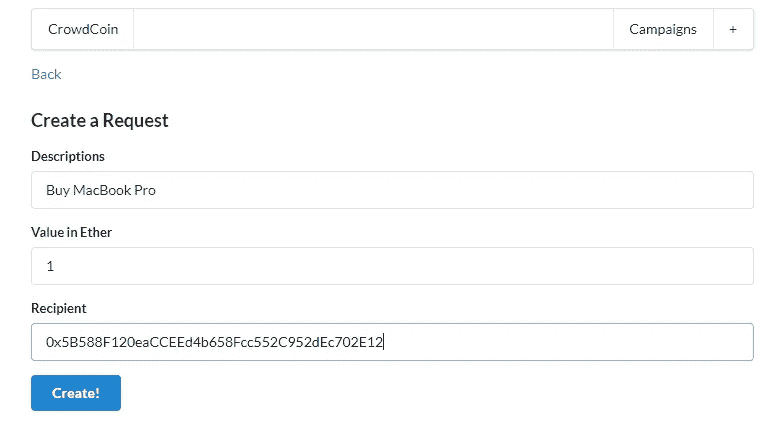 CrowdCoin Campaigns +
Back
Create a Request
Descriptions
Buy MacBook Pro
Value in Ether
1
Recipient
0x5B588F120eaCCEEd4b658Fcc552C952dEc702E12
Create!